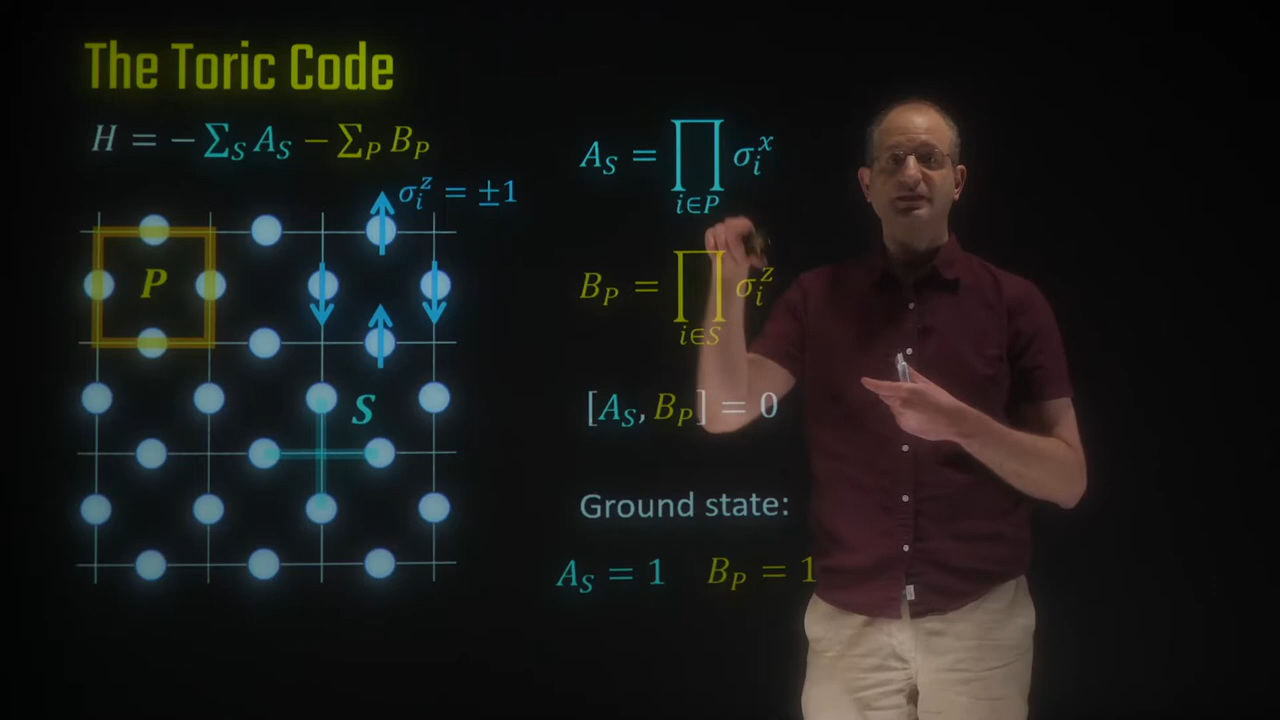 The Toric Code
H = − ∑_S A_S − ∑_P B_P
σ_i^z = ±1
P
S
A_S = ∏_{i∈P} σ_i^x
B_P = ∏_{i∈S} σ_i^z
[A_S, B_P] = 0
Ground state:
A_S = 1 B_P = 1